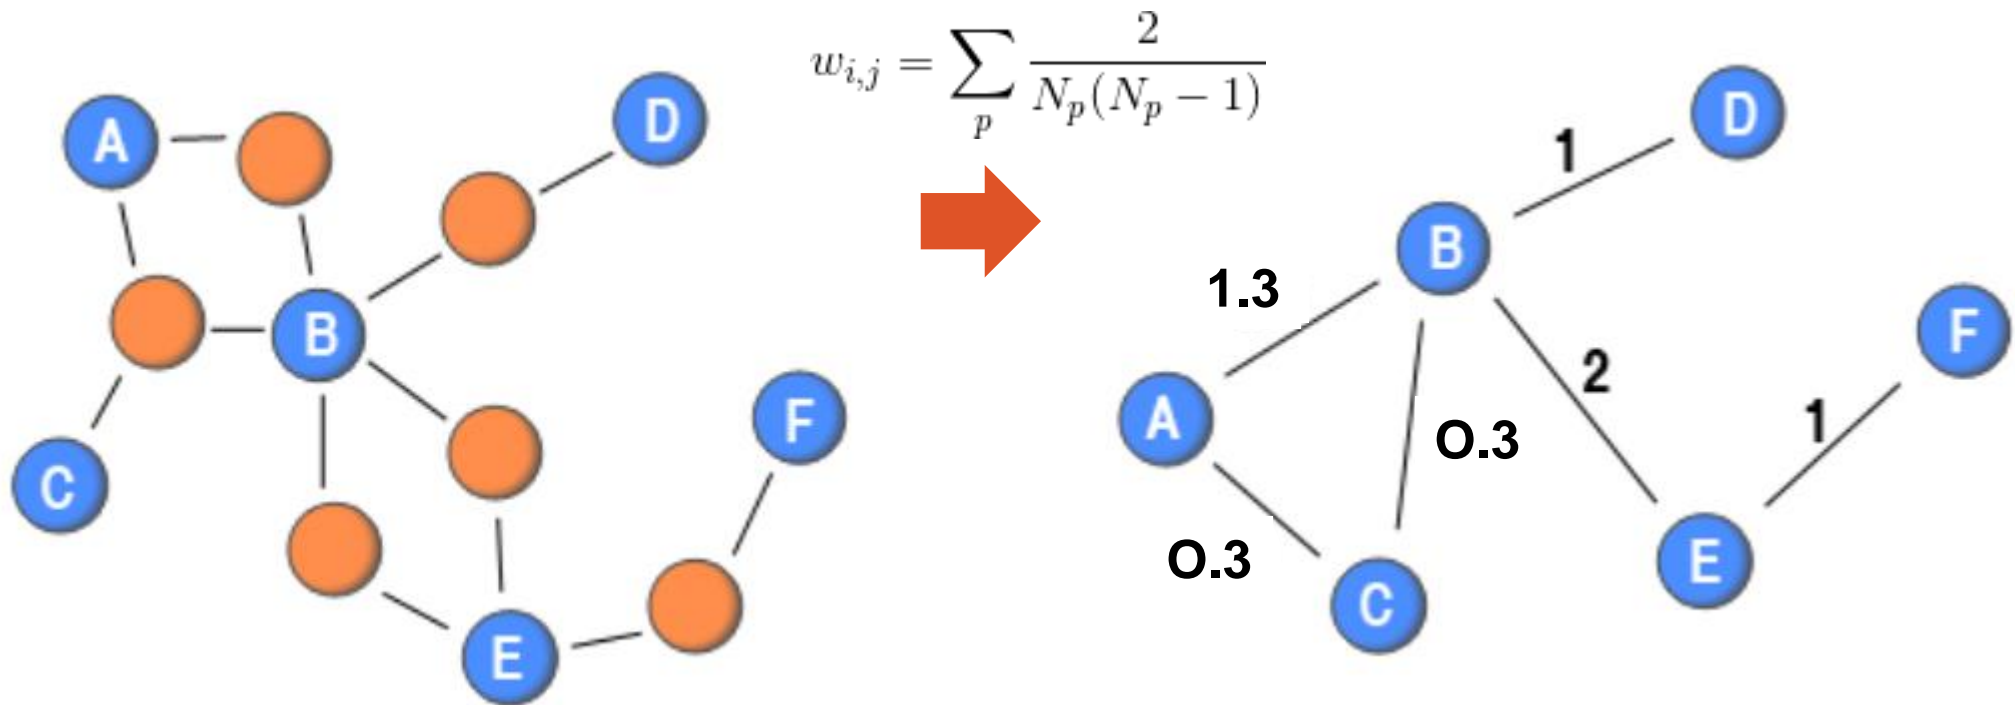 w_{i,j} = \sum_p \frac{2}{N_p(N_p - 1)}
A
D
B
C
F
E
D
1
B
1.3
F
2
A
1
O.3
O.3
E
C